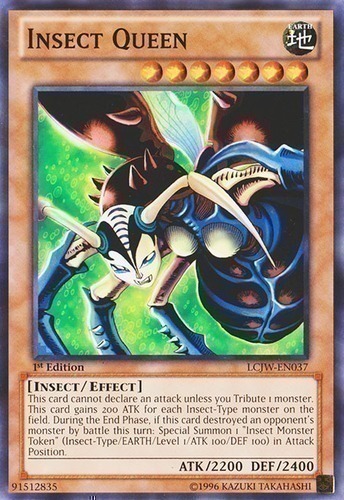 INSECT QUEEN
EARTH
地
1st Edition
LCJW-EN037
[INSECT/EFFECT]
This card cannot declare an attack unless you Tribute 1 monster.
This card gains 200 ATK for each Insect-Type monster on the
field. During the End Phase, if this card destroyed an opponent's
monster by battle this turn: Special Summon 1 "Insect Monster
Token" (Insect-Type/EARTH/Level 1/ATK 100/DEF 100) in Attack
Position.
ATK/2200 DEF/2400
91512835
©1996 KAZUKI TAKAHASHI